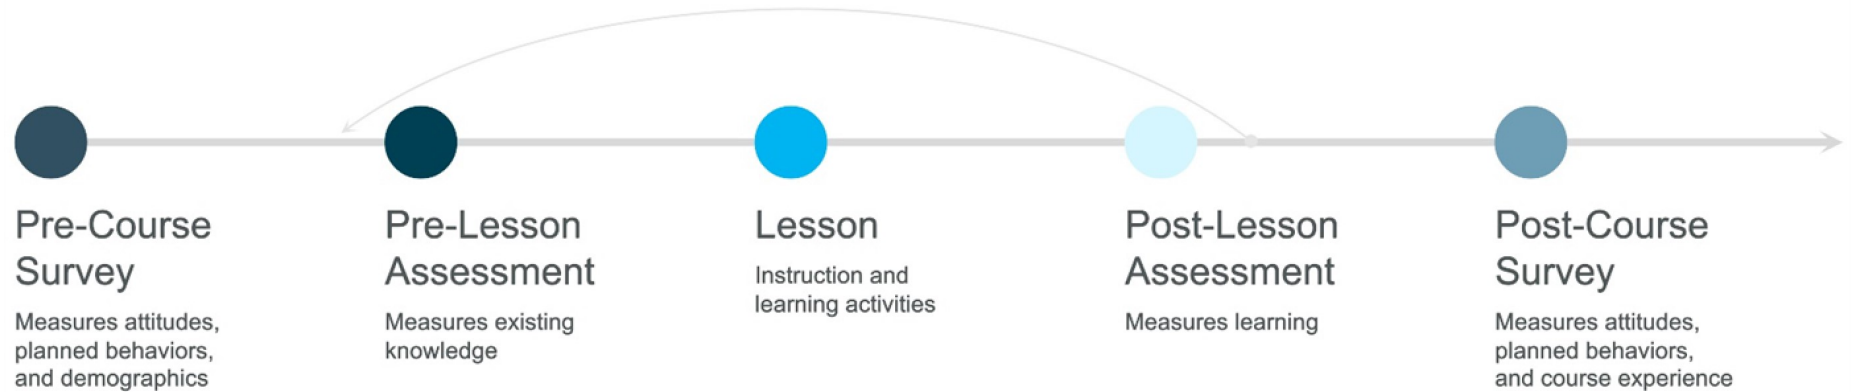 Pre-Course
Survey
Measures attitudes,
planned behaviors,
and demographics
Pre-Lesson
Assessment
Measures existing
knowledge
Lesson
Instruction and
learning activities
Post-Lesson
Assessment
Measures learning
Post-Course
Survey
Measures attitudes,
planned behaviors,
and course experience